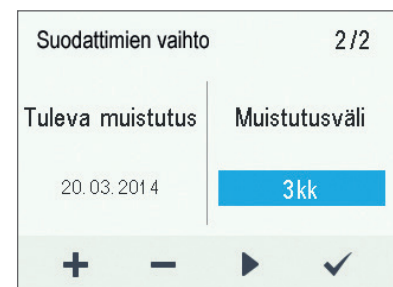 Suodattimien vaihto 2/2
Tuleva muistutus Muistutusväli
20.03.2014 3kk